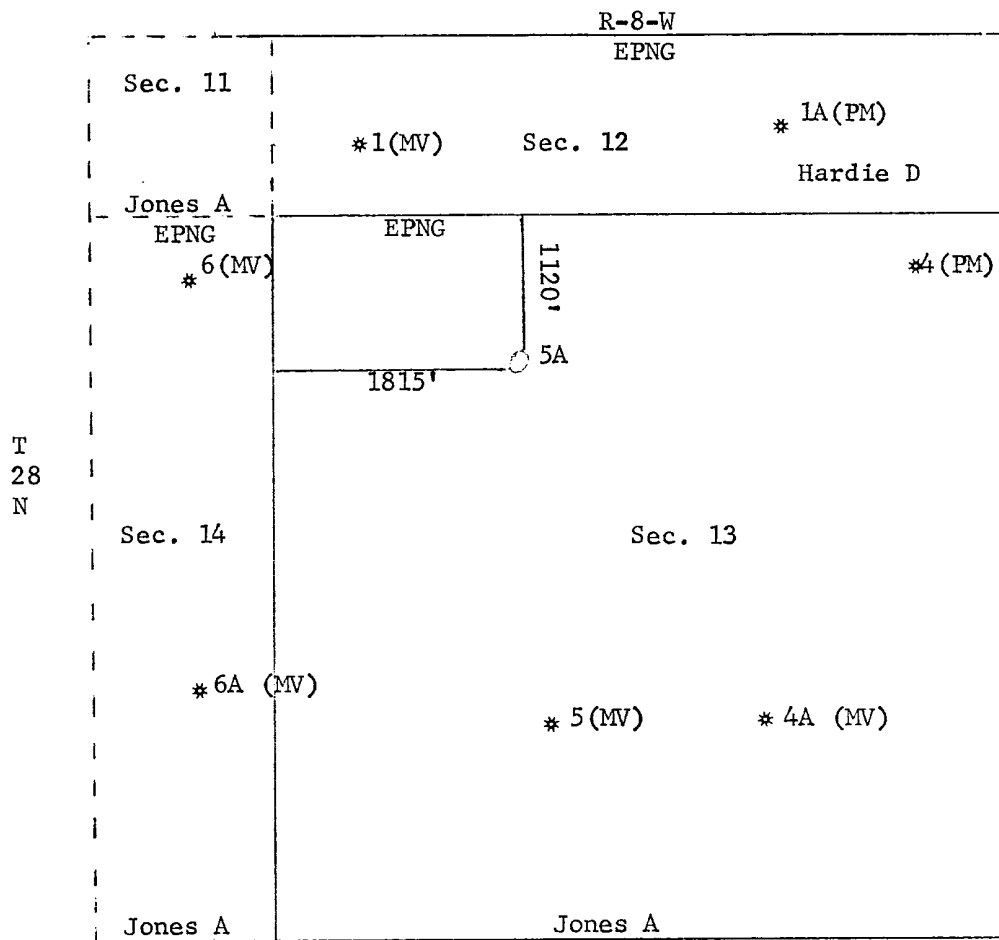 R-8-W
EPNG
Sec. 11
1A(PM)
1(MV)
Sec. 12
Hardie D
Jones A
EPNG
EPNG
6(MV)
1120'
4(PM)
5A
1815'
T
28
N
Sec. 14
Sec. 13
6A (MV)
5(MV)
4A (MV)
Jones A
Jones A